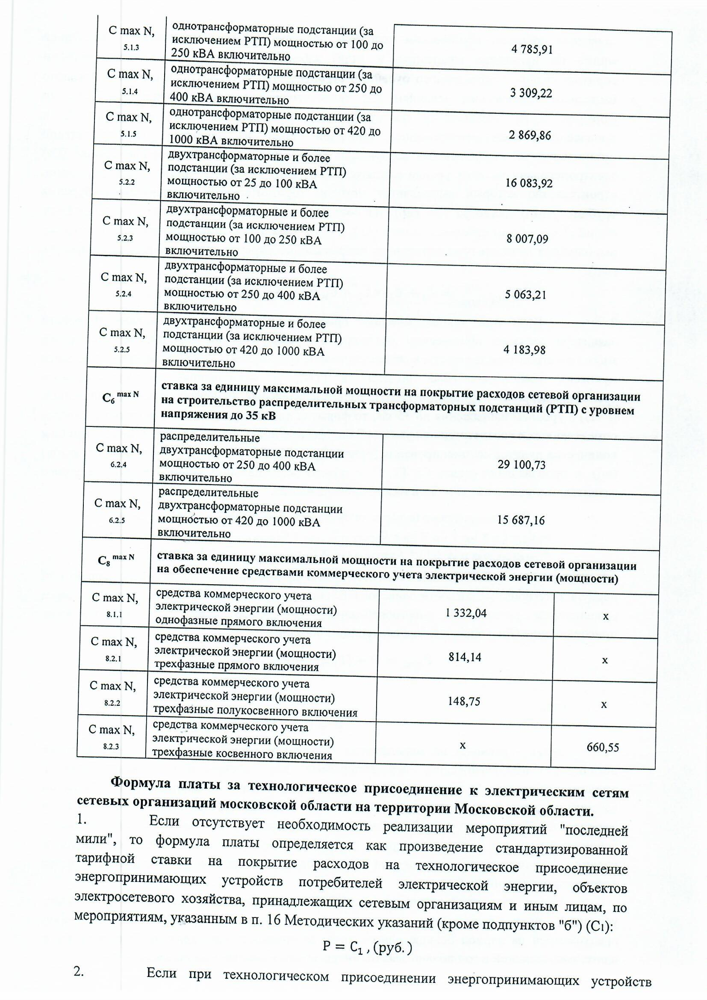 C max N,
5.1.3
однотрансформаторные подстанции (за
исключением РТП) мощностью от 100 до
250 кВА включительно
4 785,91
C max N,
5.1.4
однотрансформаторные подстанции (за
исключением РТП) мощностью от 250 до
400 кВА включительно
3 309,22
C max N,
5.1.5
однотрансформаторные подстанции (за
исключением РТП) мощностью от 420 до
1000 кВА включительно
2 869,86
C max N,
5.2.2
двухтрансформаторные и более
подстанции (за исключением РТП)
мощностью от 25 до 100 кВА
включительно
16 083,92
C max N,
5.2.3
двухтрансформаторные и более
подстанции (за исключением РТП)
мощностью от 100 до 250 кВА
включительно
8 007,09
C max N,
5.2.4
двухтрансформаторные и более
подстанции (за исключением РТП)
мощностью от 250 до 400 кВА
включительно
5 063,21
C max N,
5.2.5
двухтрансформаторные и более
подстанции (за исключением РТП)
мощностью от 420 до 1000 кВА
включительно
4 183,98
C6 max N
ставка за единицу максимальной мощности на покрытие расходов сетевой организации
на строительство распределительных трансформаторных подстанций (РТП) с уровнем
напряжения до 35 кВ
C max N,
6.2.4
распределительные
двухтрансформаторные подстанции
мощностью от 250 до 400 кВА
включительно
29 100,73
C max N,
6.2.5
распределительные
двухтрансформаторные подстанции
мощностью от 420 до 1000 кВА
включительно
15 687,16
C8 max N
ставка за единицу максимальной мощности на покрытие расходов сетевой организации
на обеспечение средствами коммерческого учета электрической энергии (мощности)
C max N,
8.1.1
средства коммерческого учета
электрической энергии (мощности)
однофазные прямого включения
1 332,04
x
C max N,
8.2.1
средства коммерческого учета
электрической энергии (мощности)
трехфазные прямого включения
814,14
x
C max N,
8.2.2
средства коммерческого учета
электрической энергии (мощности)
трехфазные полукосвенного включения
148,75
x
C max N,
8.2.3
средства коммерческого учета
электрической энергии (мощности)
трехфазные косвенного включения
x
660,55
Формула платы за технологическое присоединение к электрическим сетям
сетевых организаций московской области на территории Московской области.
1. Если отсутствует необходимость реализации мероприятий "последней
мили", то формула платы определяется как произведение стандартизированной
тарифной ставки на покрытие расходов на технологическое присоединение
энергопринимающих устройств потребителей электрической энергии, объектов
электросетевого хозяйства, принадлежащих сетевым организациям и иным лицам, по
мероприятиям, указанным в п. 16 Методических указаний (кроме подпунктов "б") (C1):
P = C₁ , (руб.)
2. Если при технологическом присоединении энергопринимающих устройств